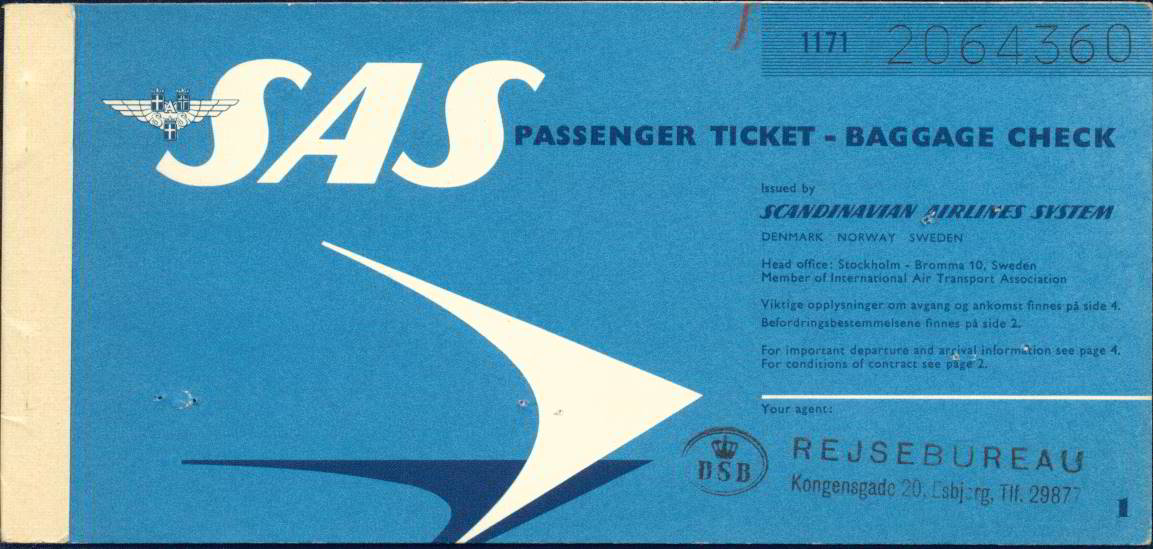 1171 2064360
SAS
SAS
PASSENGER TICKET - BAGGAGE CHECK
Issued by
SCANDINAVIAN AIRLINES SYSTEM
DENMARK NORWAY SWEDEN
Head office: Stockholm - Bromma 10, Sweden
Member of International Air Transport Association
Viktige opplysninger om avgang og ankomst finnes på side 4.
Befordringsbestemmelsene finnes på side 2.
For important departure and arrival information see page 4.
For conditions of contract see page 2.
Your agent:
DSB
REJSEBUREAU
Kongensgade 20, Esbjerg, Tlf. 29877
1